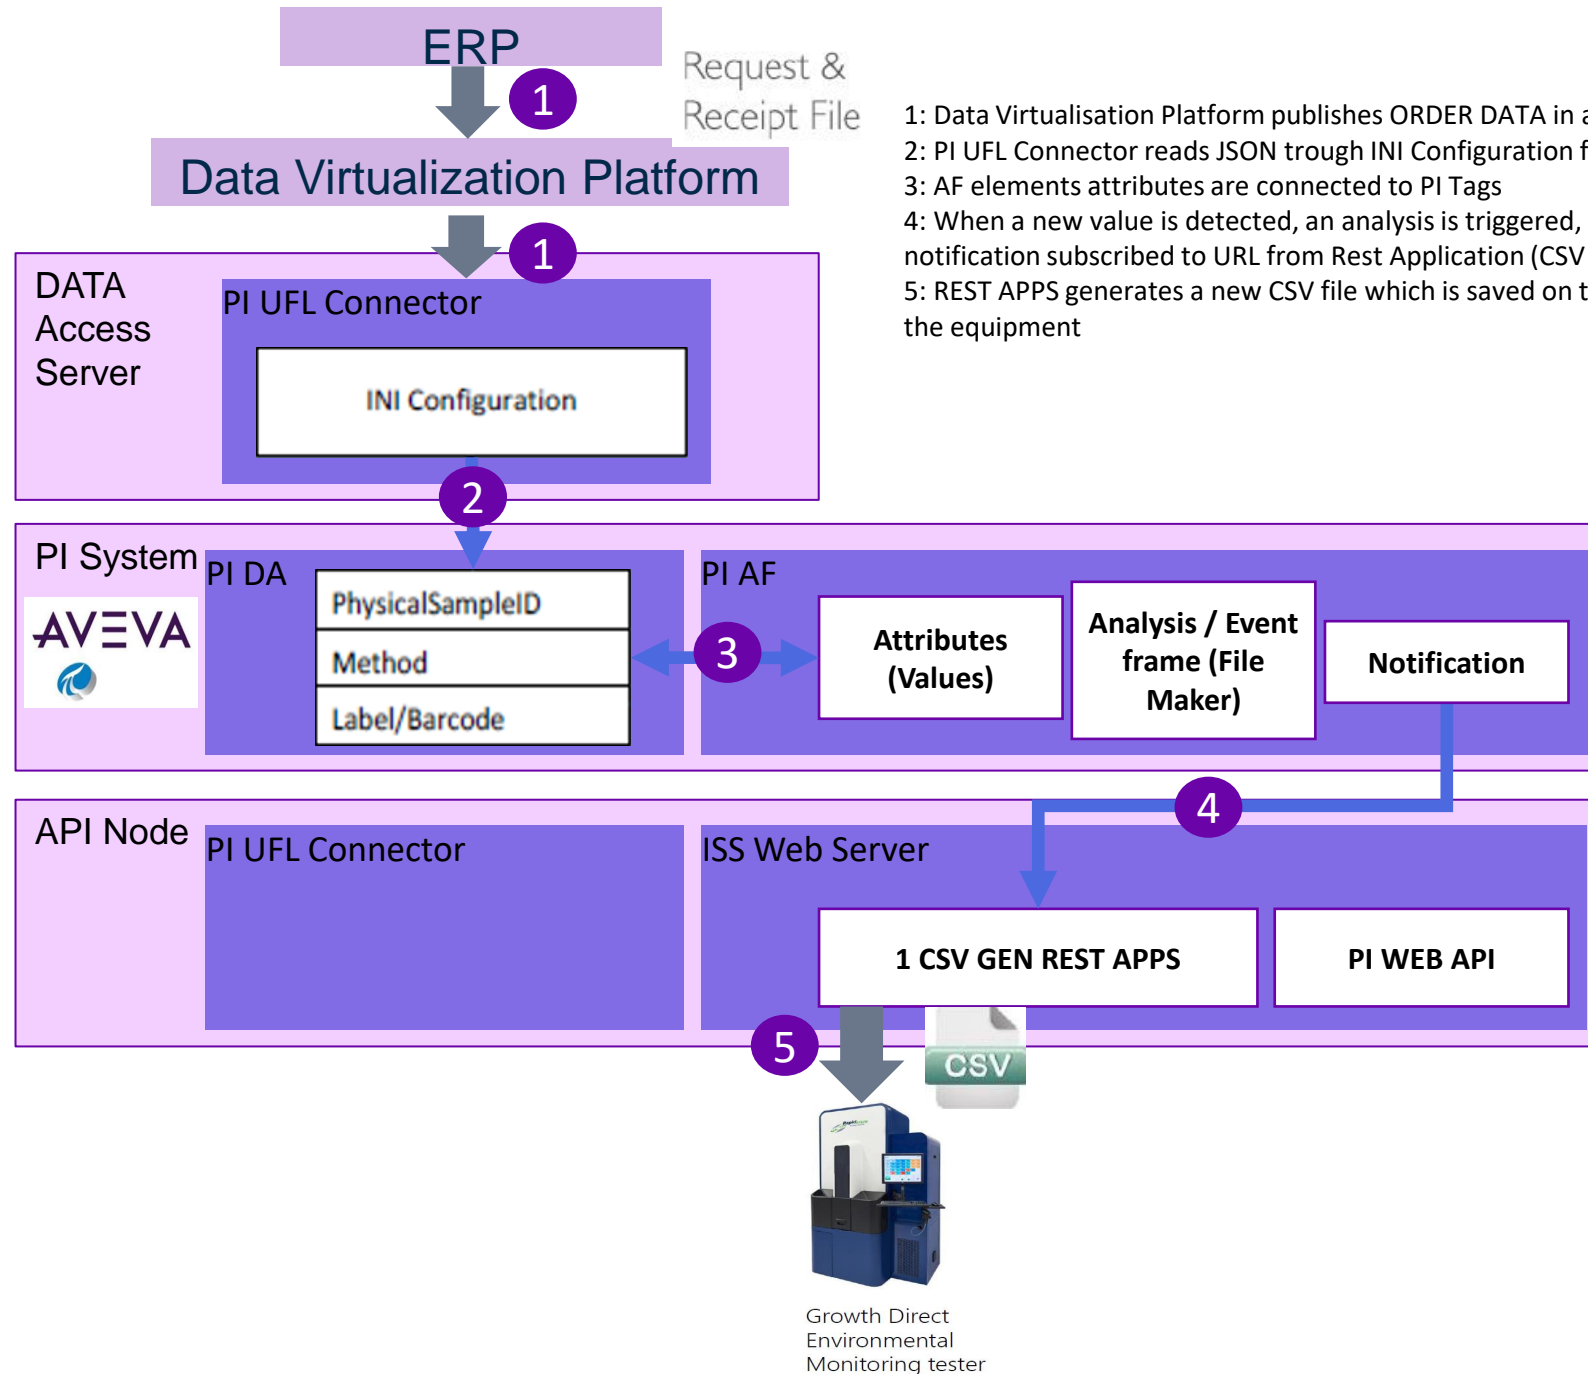 ERP
1
Request &
Receipt File
Data Virtualization Platform
1
1: Data Virtualisation Platform publishes ORDER DATA in a
2: PI UFL Connector reads JSON trough INI Configuration f
3: AF elements attributes are connected to PI Tags
4: When a new value is detected, an analysis is triggered,
notification subscribed to URL from Rest Application (CSV
5: REST APPS generates a new CSV file which is saved on t
the equipment
DATA
Access
Server
PI UFL Connector
INI Configuration
2
PI System
AVEVA
PI DA
PhysicalSampleID
Method
Label/Barcode
3
PI AF
Attributes
(Values)
Analysis / Event
frame (File
Maker)
Notification
4
API Node
PI UFL Connector
ISS Web Server
1 CSV GEN REST APPS
PI WEB API
5
CSV
Growth Direct
Environmental
Monitoring tester